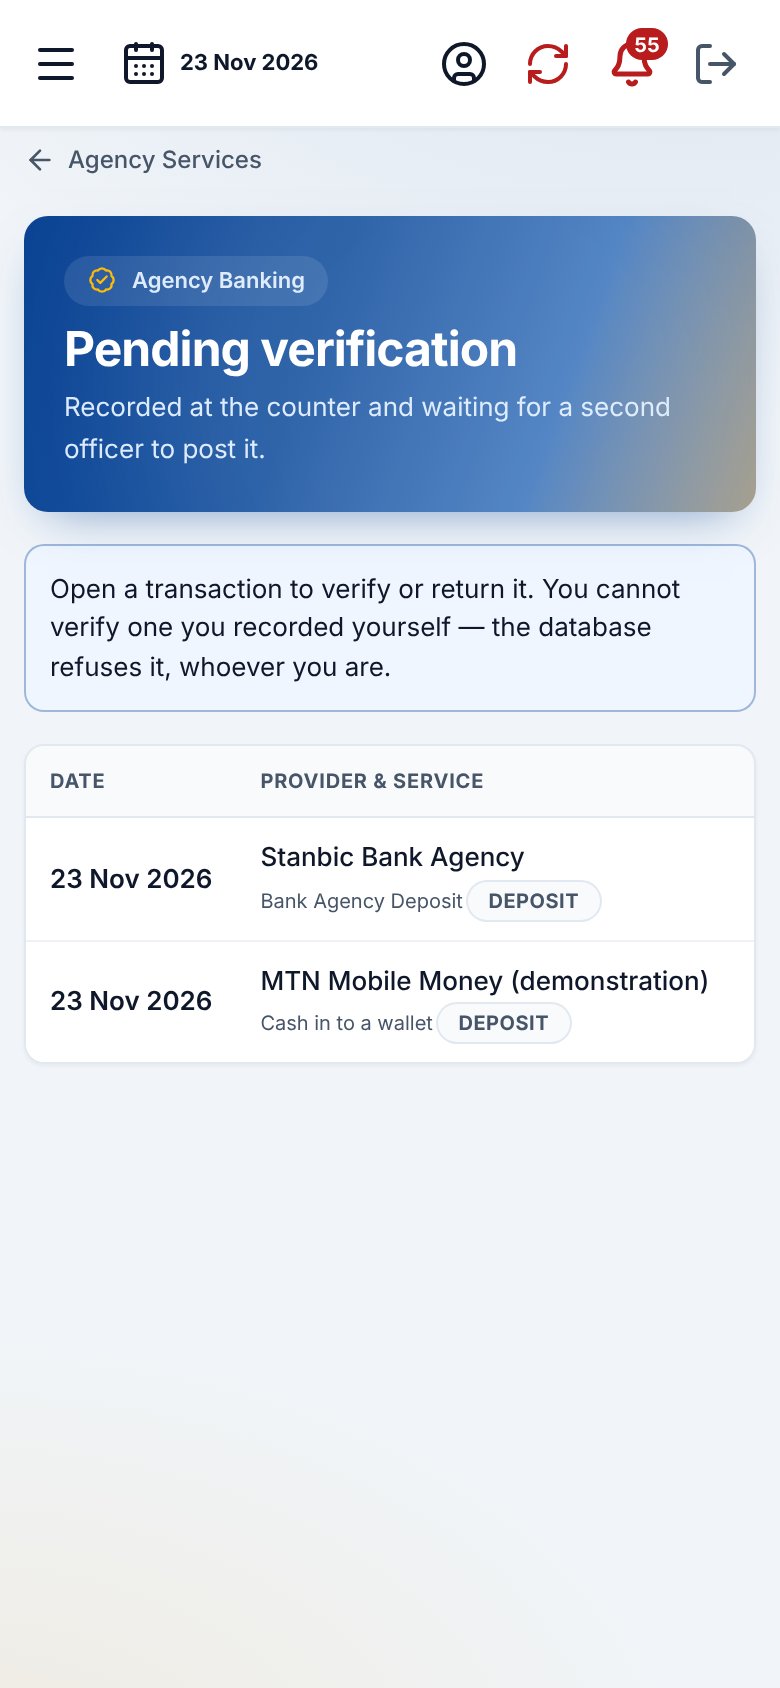 23 Nov 2026
55
Agency Services
Agency Banking
Pending verification
Recorded at the counter and waiting for a second
officer to post it.
Open a transaction to verify or return it. You cannot
verify one you recorded yourself — the database
refuses it, whoever you are.
DATE PROVIDER & SERVICE
23 Nov 2026 Stanbic Bank Agency
Bank Agency Deposit DEPOSIT
23 Nov 2026 MTN Mobile Money (demonstration)
Cash in to a wallet DEPOSIT